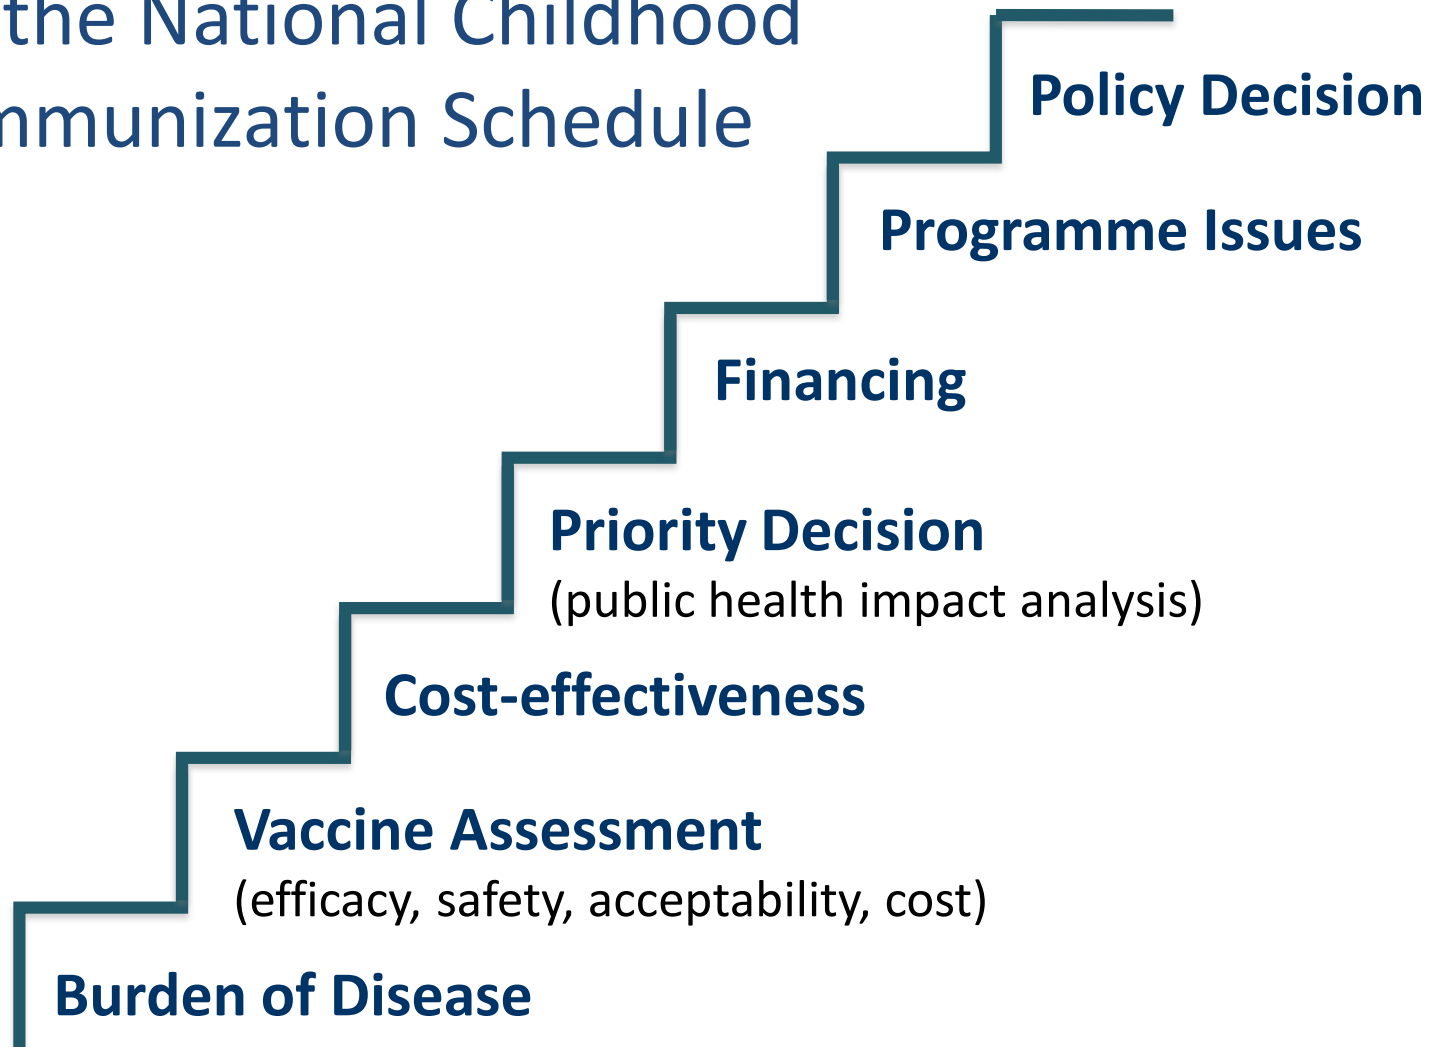 the National Childhood
mmunization Schedule
Policy Decision
Programme Issues
Financing
Priority Decision
(public health impact analysis)
Cost-effectiveness
Vaccine Assessment
(efficacy, safety, acceptability, cost)
Burden of Disease